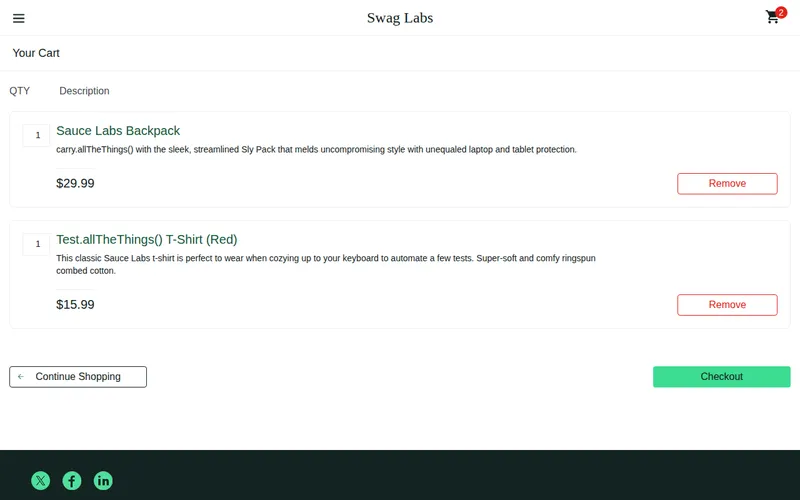 Swag Labs
2
Your Cart
QTY Description
1
Sauce Labs Backpack
carry.allTheThings() with the sleek, streamlined Sly Pack that melds uncompromising style with unequaled laptop and tablet protection.
$29.99
Remove
1
Test.allTheThings() T-Shirt (Red)
This classic Sauce Labs t-shirt is perfect to wear when cozying up to your keyboard to automate a few tests. Super-soft and comfy ringspun
combed cotton.
$15.99
Remove
Continue Shopping
Checkout